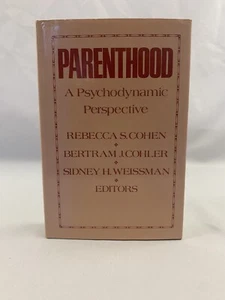 PARENTHOOD
A Psychodynamic
Perspective
REBECCA S. COHEN
BERTRAM J. COHLER
SIDNEY H. WEISSMAN
EDITORS